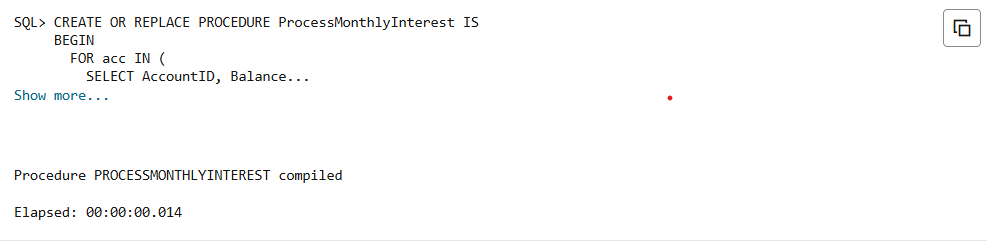 SQL> CREATE OR REPLACE PROCEDURE ProcessMonthlyInterest IS
BEGIN
FOR acc IN (
SELECT AccountID, Balance...
Show more...
Procedure PROCESSMONTHLYINTEREST compiled
Elapsed: 00:00:00.014